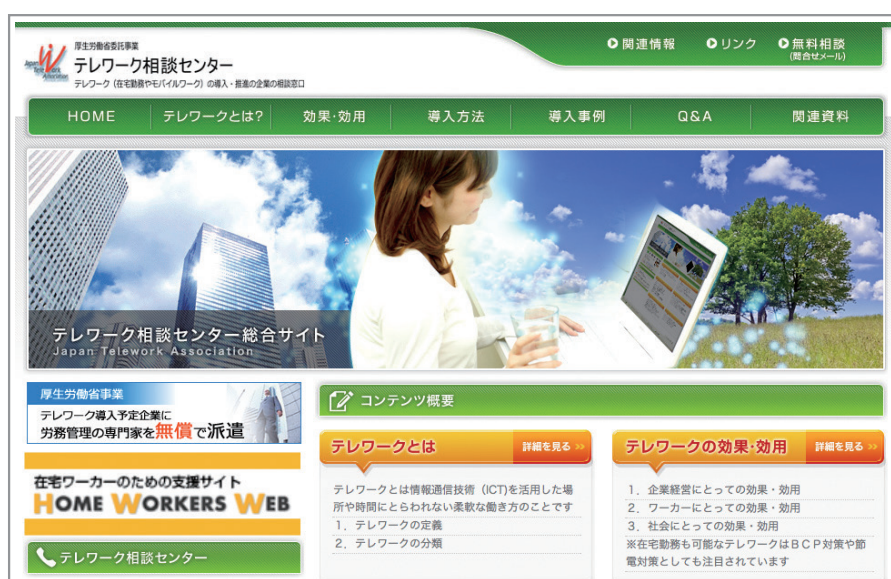 関連情報
リンク
無料相談
(問合せメール)
Japan
Tele Work
Association
厚生労働省委託事業
テレワーク相談センター
テレワーク（在宅勤務やモバイルワーク）の導入・推進の企業の相談窓口
HOME
テレワークとは?
効果・効用
導入方法
導入事例
Q&A
関連資料
テレワーク相談センター総合サイト
Japan Telework Association
厚生労働省事業
テレワーク導入予定企業に
労務管理の専門家を無償で派遣
在宅ワーカーのための支援サイト
HOME WORKERS WEB
テレワーク相談センター
コンテンツ概要
テレワークとは
詳細を見る
テレワークとは情報通信技術（ICT)を活用した場
所や時間にとらわれない柔軟な働き方のことです
1．テレワークの定義
2．テレワークの分類
テレワークの効果・効用
詳細を見る
1．企業経営にとっての効果・効用
2．ワーカーにとっての効果・効用
3．社会にとっての効果・効用
※在宅勤務も可能なテレワークはＢＣＰ対策や節
電対策としても注目されています